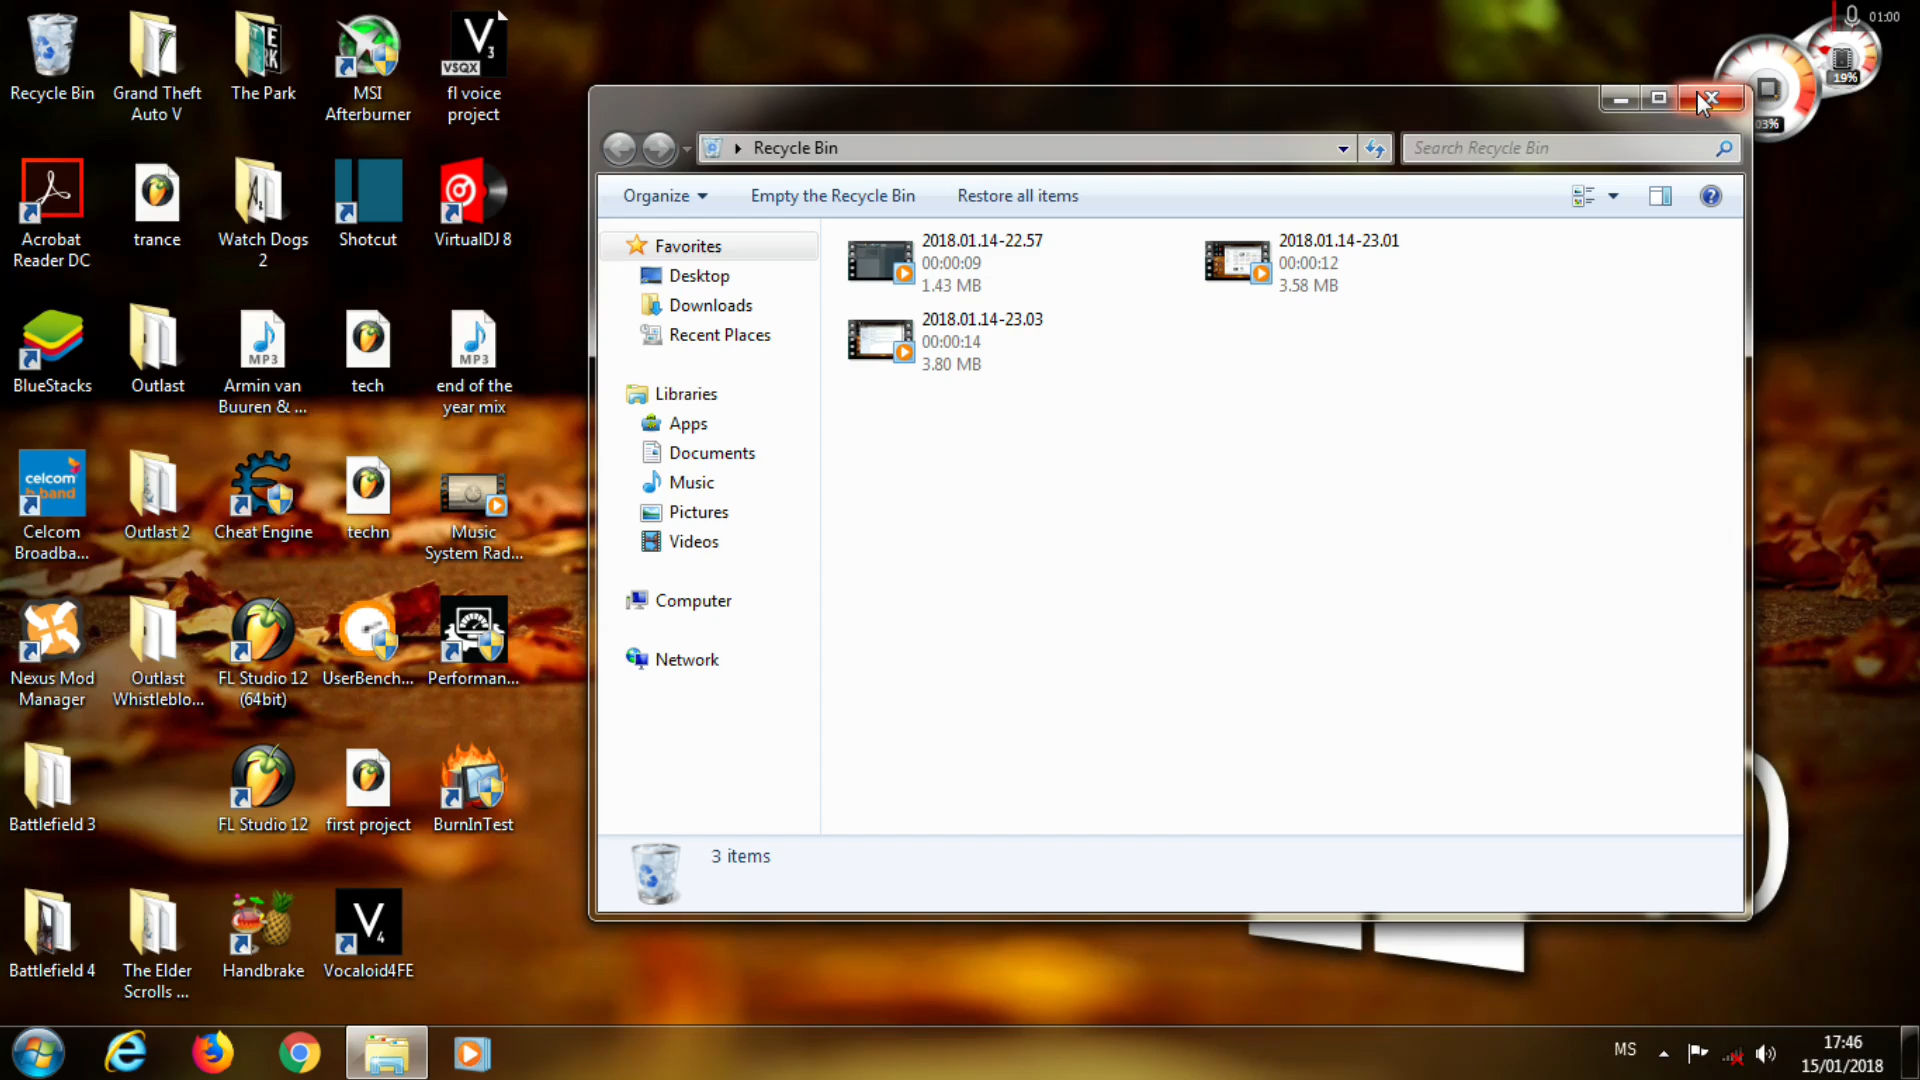 Recycle Bin
Grand Theft
Auto V
The Park
MSI
Afterburner
V
3
VSQX
fl voice
project
Acrobat
Reader DC
trance
Watch Dogs
2
Shotcut
VirtualDJ 8
BlueStacks
Outlast
MP3
Armin van
Buuren & ...
tech
MP3
end of the
year mix
celcom
Celcom
Broadba...
Outlast 2
Cheat Engine
techn
Music
System Rad...
Nexus Mod
Manager
Outlast
Whistleblo...
FL Studio 12
(64bit)
UserBench...
Performan...
Battlefield 3
FL Studio 12
first project
BurnInTest
Battlefield 4
The Elder
Scrolls ...
Handbrake
V
4
Vocaloid4FE
01:00
19%
03%
Recycle Bin
Search Recycle Bin
Organize
Empty the Recycle Bin
Restore all items
Favorites
Desktop
Downloads
Recent Places
Libraries
Apps
Documents
Music
Pictures
Videos
Computer
Network
2018.01.14-22.57
00:00:09
1.43 MB
2018.01.14-23.01
00:00:12
3.58 MB
2018.01.14-23.03
00:00:14
3.80 MB
3 items
MS
17:46
15/01/2018